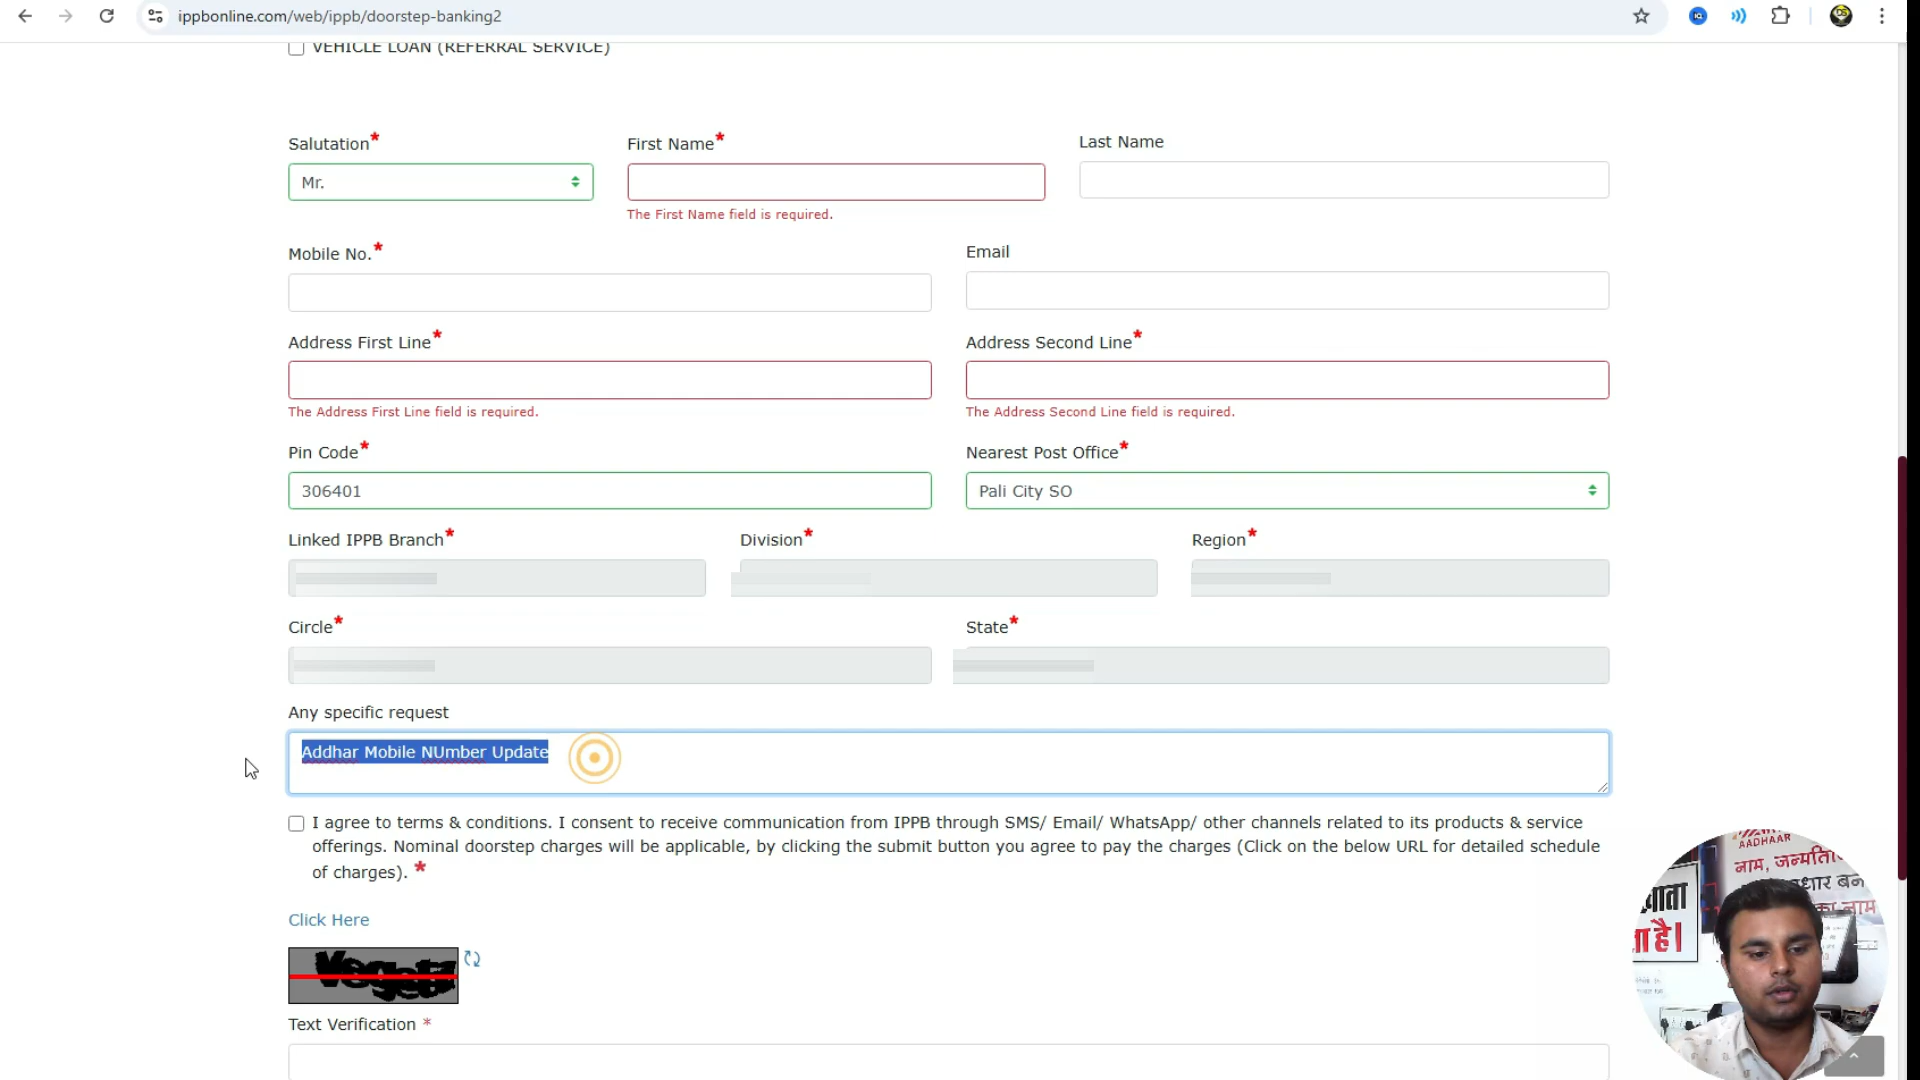 ippbonline.com/web/ippb/doorstep-banking2
VEHICLE LOAN (REFERRAL SERVICE)
Salutation*
First Name*
Last Name
Mr.
The First Name field is required.
Mobile No.*
Email
Address First Line*
Address Second Line*
The Address First Line field is required.
The Address Second Line field is required.
Pin Code*
Nearest Post Office*
306401
Pali City SO
Linked IPPB Branch*
Division*
Region*
Circle*
State*
Any specific request
Addhar Mobile NUmber Update
I agree to terms & conditions. I consent to receive communication from IPPB through SMS/ Email/ WhatsApp/ other channels related to its products & service
offerings. Nominal doorstep charges will be applicable, by clicking the submit button you agree to pay the charges (Click on the below URL for detailed schedule
of charges). *
Click Here
Text Verification *
AADHAAR
नाम,
है।